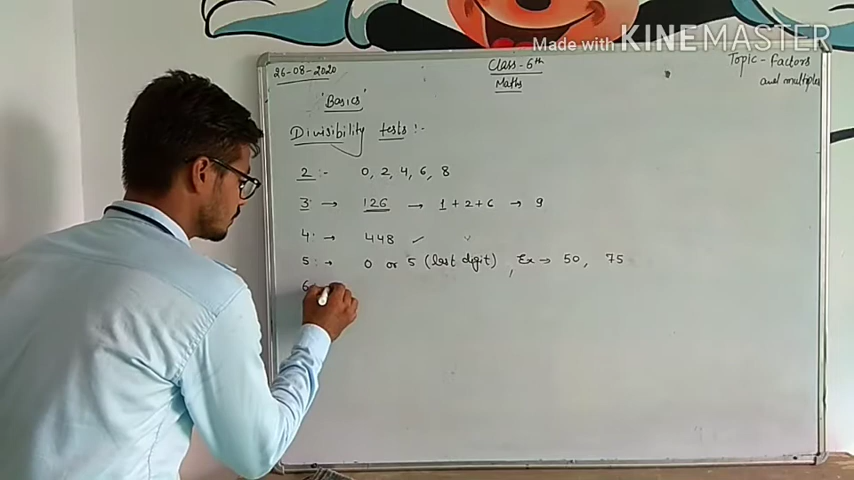 Made with KINEMASTER
26-08-2020
Class - 6th
Maths
Topic - Factors
and multiples
'Basics'
Divisibility tests :-
2 :- 0, 2, 4, 6, 8
3 → 126 → 1 + 2 + 6 → 9
4 : → 448 ✓
5 : → 0 or 5 (last digit), Ex → 50, 75
6